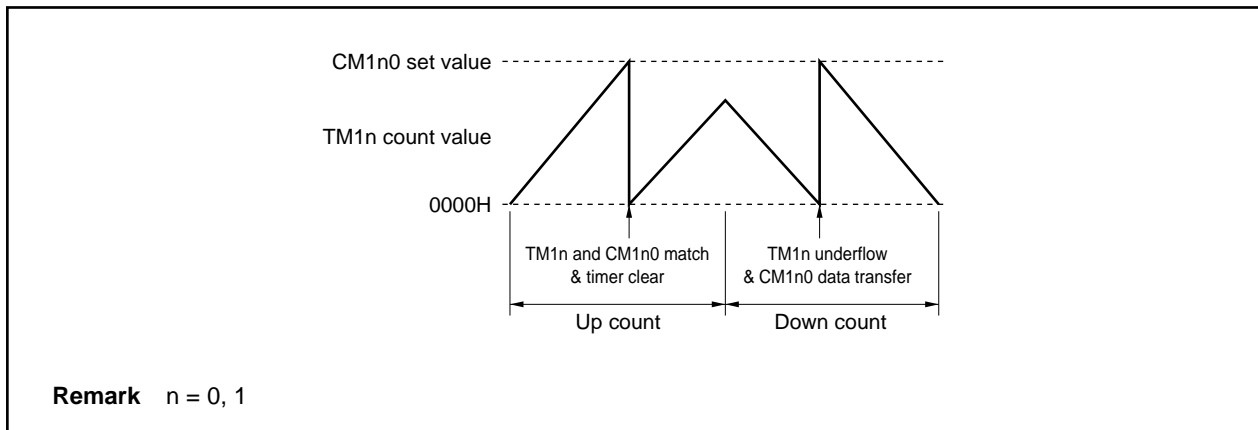 CM1n0 set value
TM1n count value
0000H
TM1n and CM1n0 match
& timer clear
TM1n underflow
& CM1n0 data transfer
Up count
Down count
Remark n = 0, 1